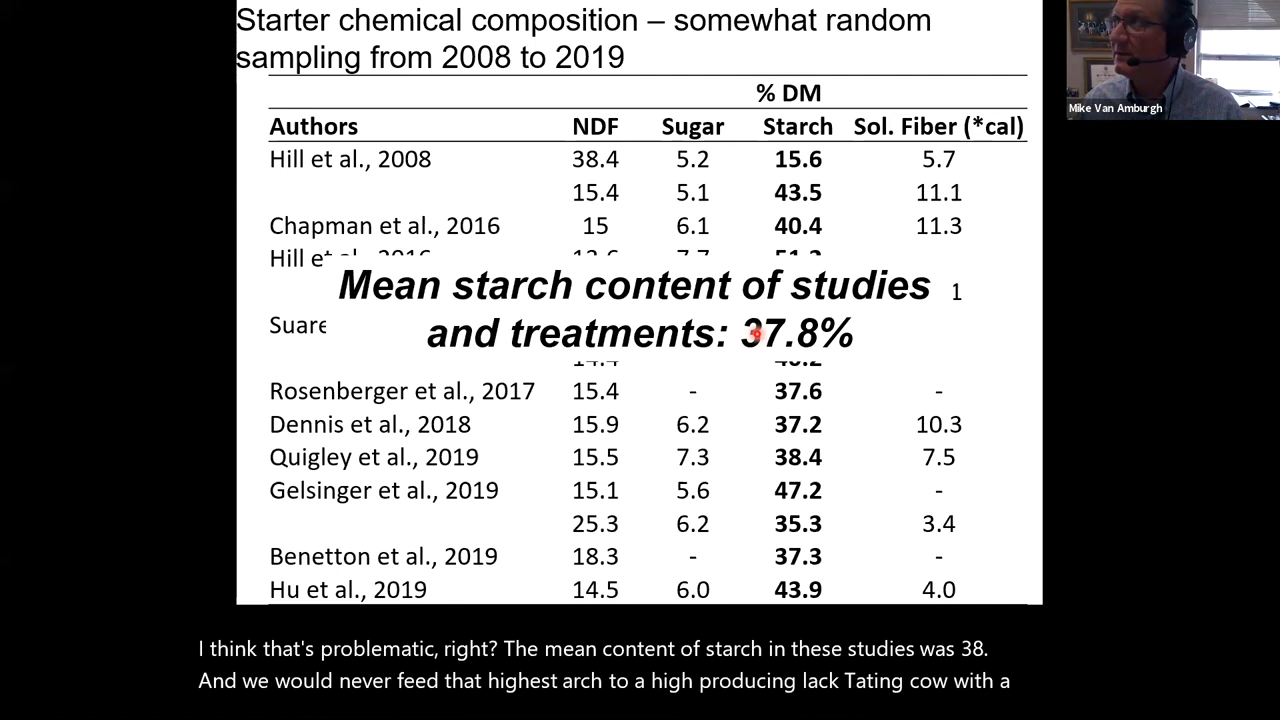 Starter chemical composition – somewhat random
sampling from 2008 to 2019
Mike Van Amburgh
% DM
Authors NDF Sugar Starch Sol. Fiber (*cal)
Hill et al., 2008 38.4 5.2 15.6 5.7
15.4 5.1 43.5 11.1
Chapman et al., 2016 15 6.1 40.4 11.3
Hill et al., 2016
Mean starch content of studies 1
and treatments: 37.8%
Suare
Rosenberger et al., 2017 15.4 - 37.6 -
Dennis et al., 2018 15.9 6.2 37.2 10.3
Quigley et al., 2019 15.5 7.3 38.4 7.5
Gelsinger et al., 2019 15.1 5.6 47.2 -
25.3 6.2 35.3 3.4
Benetton et al., 2019 18.3 - 37.3 -
Hu et al., 2019 14.5 6.0 43.9 4.0
I think that's problematic, right? The mean content of starch in these studies was 38.
And we would never feed that highest arch to a high producing lack Tating cow with a